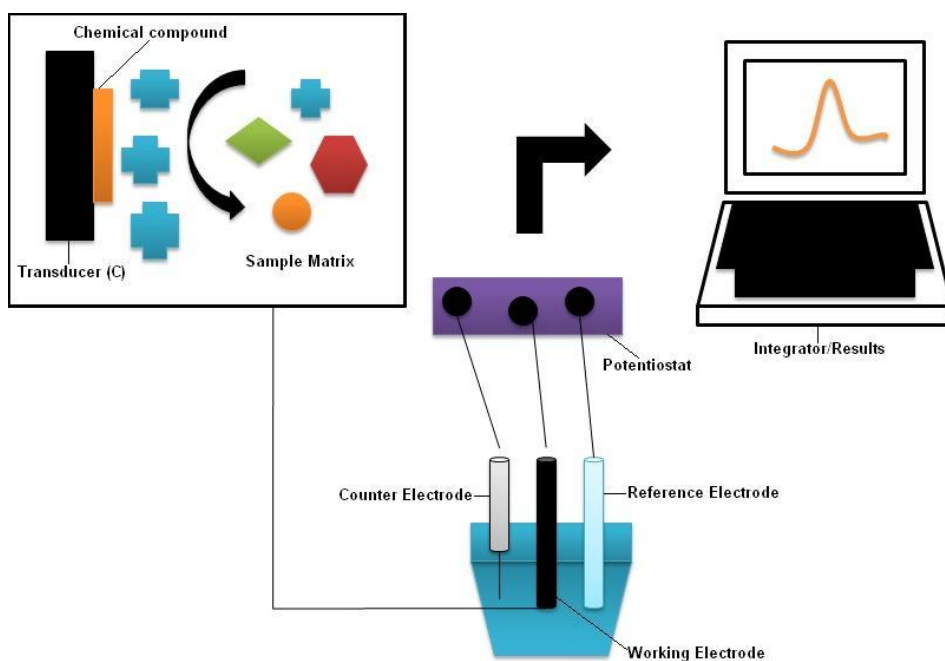 Chemical compound
Transducer (C)
Sample Matrix
Integrator/Results
Potentiostat
Counter Electrode
Reference Electrode
Working Electrode